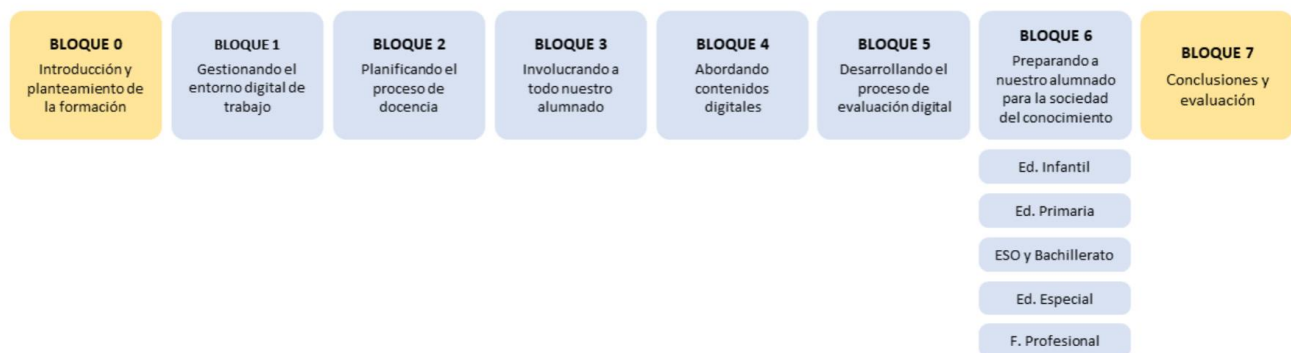 BLOQUE 0
Introducción y
planteamiento de
la formación
BLOQUE 1
Gestionando el
entorno digital de
trabajo
BLOQUE 2
Planificando el
proceso de
docencia
BLOQUE 3
Involucrando a
todo nuestro
alumnado
BLOQUE 4
Abordando
contenidos
digitales
BLOQUE 5
Desarrollando el
proceso de
evaluación digital
BLOQUE 6
Preparando a
nuestro alumnado
para la sociedad
del conocimiento
Ed. Infantil
Ed. Primaria
ESO y Bachillerato
Ed. Especial
F. Profesional
BLOQUE 7
Conclusiones y
evaluación